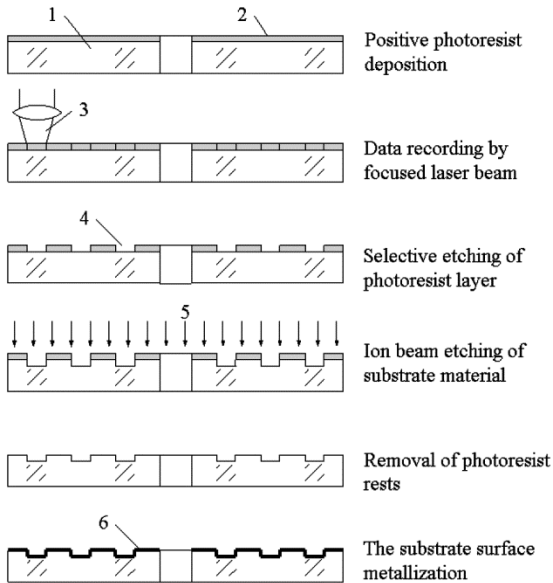 1
2
Positive photoresist
deposition
3
Data recording by
focused laser beam
4
Selective etching of
photoresist layer
5
Ion beam etching of
substrate material
Removal of photoresist
rests
6
The substrate surface
metallization